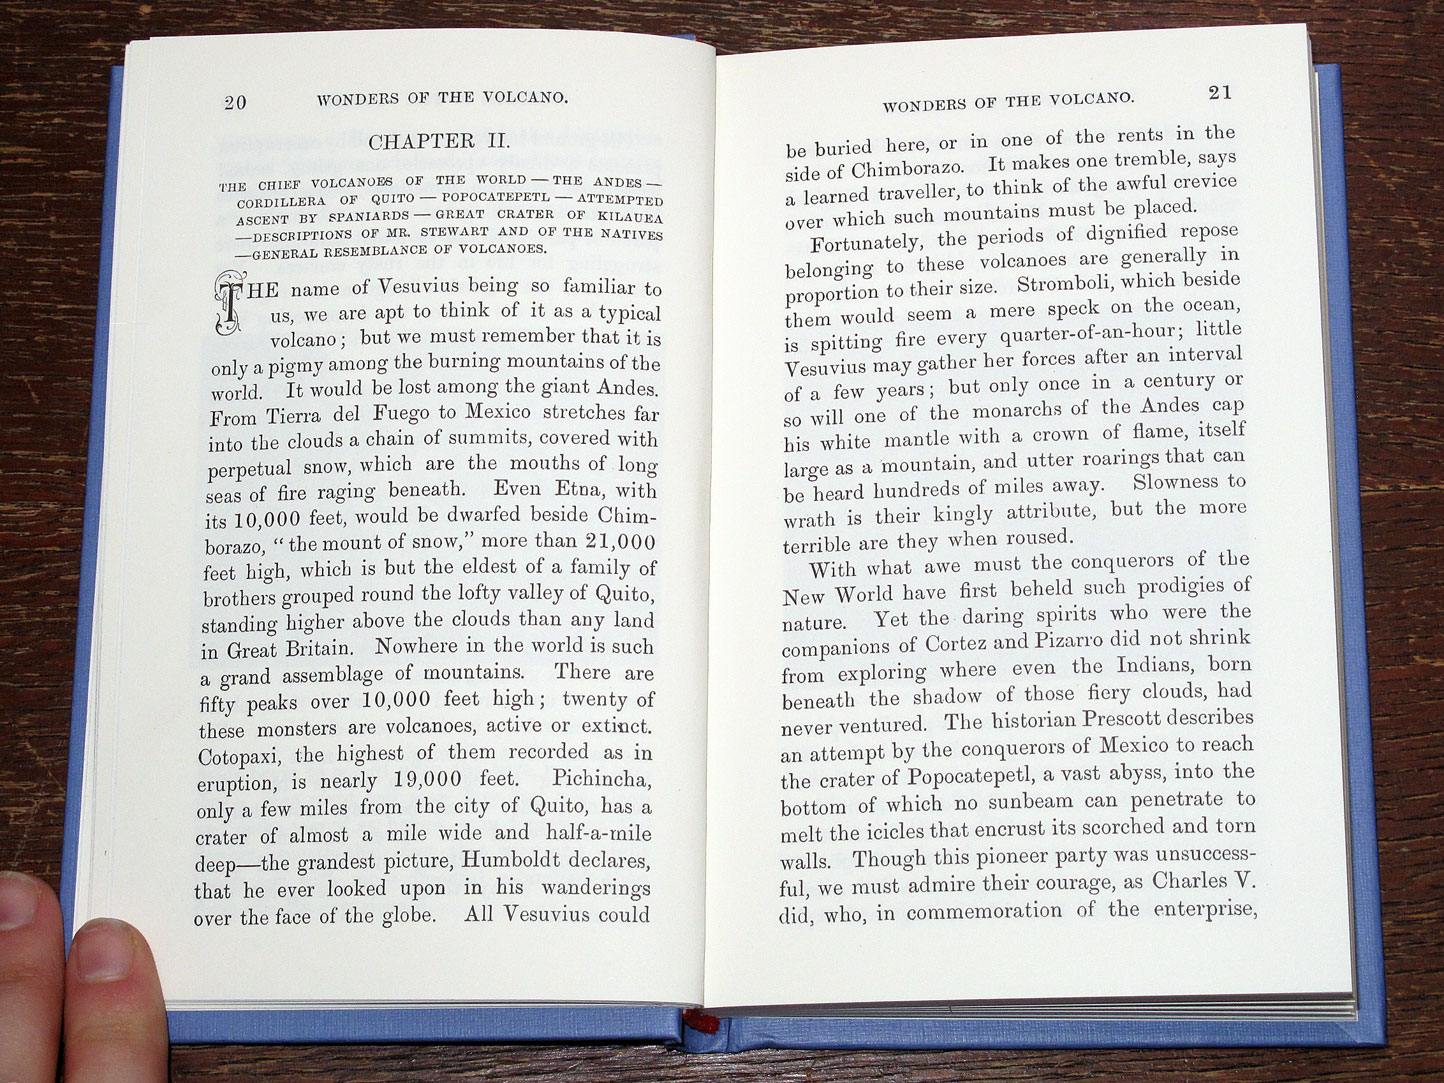 20 WONDERS OF THE VOLCANO.
CHAPTER II.
THE CHIEF VOLCANOES OF THE WORLD — THE ANDES —
CORDILLERA OF QUITO — POPOCATEPETL — ATTEMPTED
ASCENT BY SPANIARDS — GREAT CRATER OF KILAUEA
—DESCRIPTIONS OF MR. STEWART AND OF THE NATIVES
—GENERAL RESEMBLANCE OF VOLCANOES.
THE name of Vesuvius being so familiar to
us, we are apt to think of it as a typical
volcano; but we must remember that it is
only a pigmy among the burning mountains of the
world. It would be lost among the giant Andes.
From Tierra del Fuego to Mexico stretches far
into the clouds a chain of summits, covered with
perpetual snow, which are the mouths of long
seas of fire raging beneath. Even Etna, with
its 10,000 feet, would be dwarfed beside Chim-
borazo, "the mount of snow," more than 21,000
feet high, which is but the eldest of a family of
brothers grouped round the lofty valley of Quito,
standing higher above the clouds than any land
in Great Britain. Nowhere in the world is such
a grand assemblage of mountains. There are
fifty peaks over 10,000 feet high; twenty of
these monsters are volcanoes, active or extinct.
Cotopaxi, the highest of them recorded as in
eruption, is nearly 19,000 feet. Pichincha,
only a few miles from the city of Quito, has a
crater of almost a mile wide and half-a-mile
deep—the grandest picture, Humboldt declares,
that he ever looked upon in his wanderings
over the face of the globe. All Vesuvius could
WONDERS OF THE VOLCANO. 21
be buried here, or in one of the rents in the
side of Chimborazo. It makes one tremble, says
a learned traveller, to think of the awful crevice
over which such mountains must be placed.
Fortunately, the periods of dignified repose
belonging to these volcanoes are generally in
proportion to their size. Stromboli, which beside
them would seem a mere speck on the ocean,
is spitting fire every quarter-of-an-hour; little
Vesuvius may gather her forces after an interval
of a few years; but only once in a century or
so will one of the monarchs of the Andes cap
his white mantle with a crown of flame, itself
large as a mountain, and utter roarings that can
be heard hundreds of miles away. Slowness to
wrath is their kingly attribute, but the more
terrible are they when roused.
With what awe must the conquerors of the
New World have first beheld such prodigies of
nature. Yet the daring spirits who were the
companions of Cortez and Pizarro did not shrink
from exploring where even the Indians, born
beneath the shadow of those fiery clouds, had
never ventured. The historian Prescott describes
an attempt by the conquerors of Mexico to reach
the crater of Popocatepetl, a vast abyss, into the
bottom of which no sunbeam can penetrate to
melt the icicles that encrust its scorched and torn
walls. Though this pioneer party was unsuccess-
ful, we must admire their courage, as Charles V.
did, who, in commemoration of the enterprise,